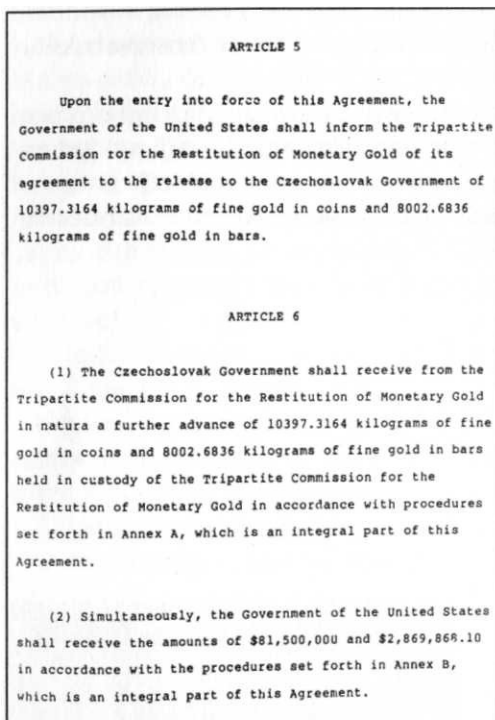 ARTICLE 5
Upon the entry into force of this Agreement, the
Government of the United States shall inform the Tripartite
Commission ror the Restitution of Monetary Gold of its
agreement to the release to the Czechoslovak Government of
10397.3164 kilograms of fine gold in coins and 8002.6836
kilograms of fine gold in bars.
ARTICLE 6
(1) The Czechoslovak Government shall receive from the
Tripartite Commission for the Restitution of Monetary Gold
in natura a further advance of 10397.3164 kilograms of fine
gold in coins and 8002.6836 kilograms of fine gold in bars
held in custody of the Tripartite Commission for the
Restitution of Monetary Gold in accordance with procedures
set forth in Annex A, which is an integral part of this
Agreement.
(2) Simultaneously, the Government of the United States
shall receive the amounts of $81,500,000 and $2,869,868.10
in accordance with the procedures set forth in Annex B,
which is an integral part of this Agreement.